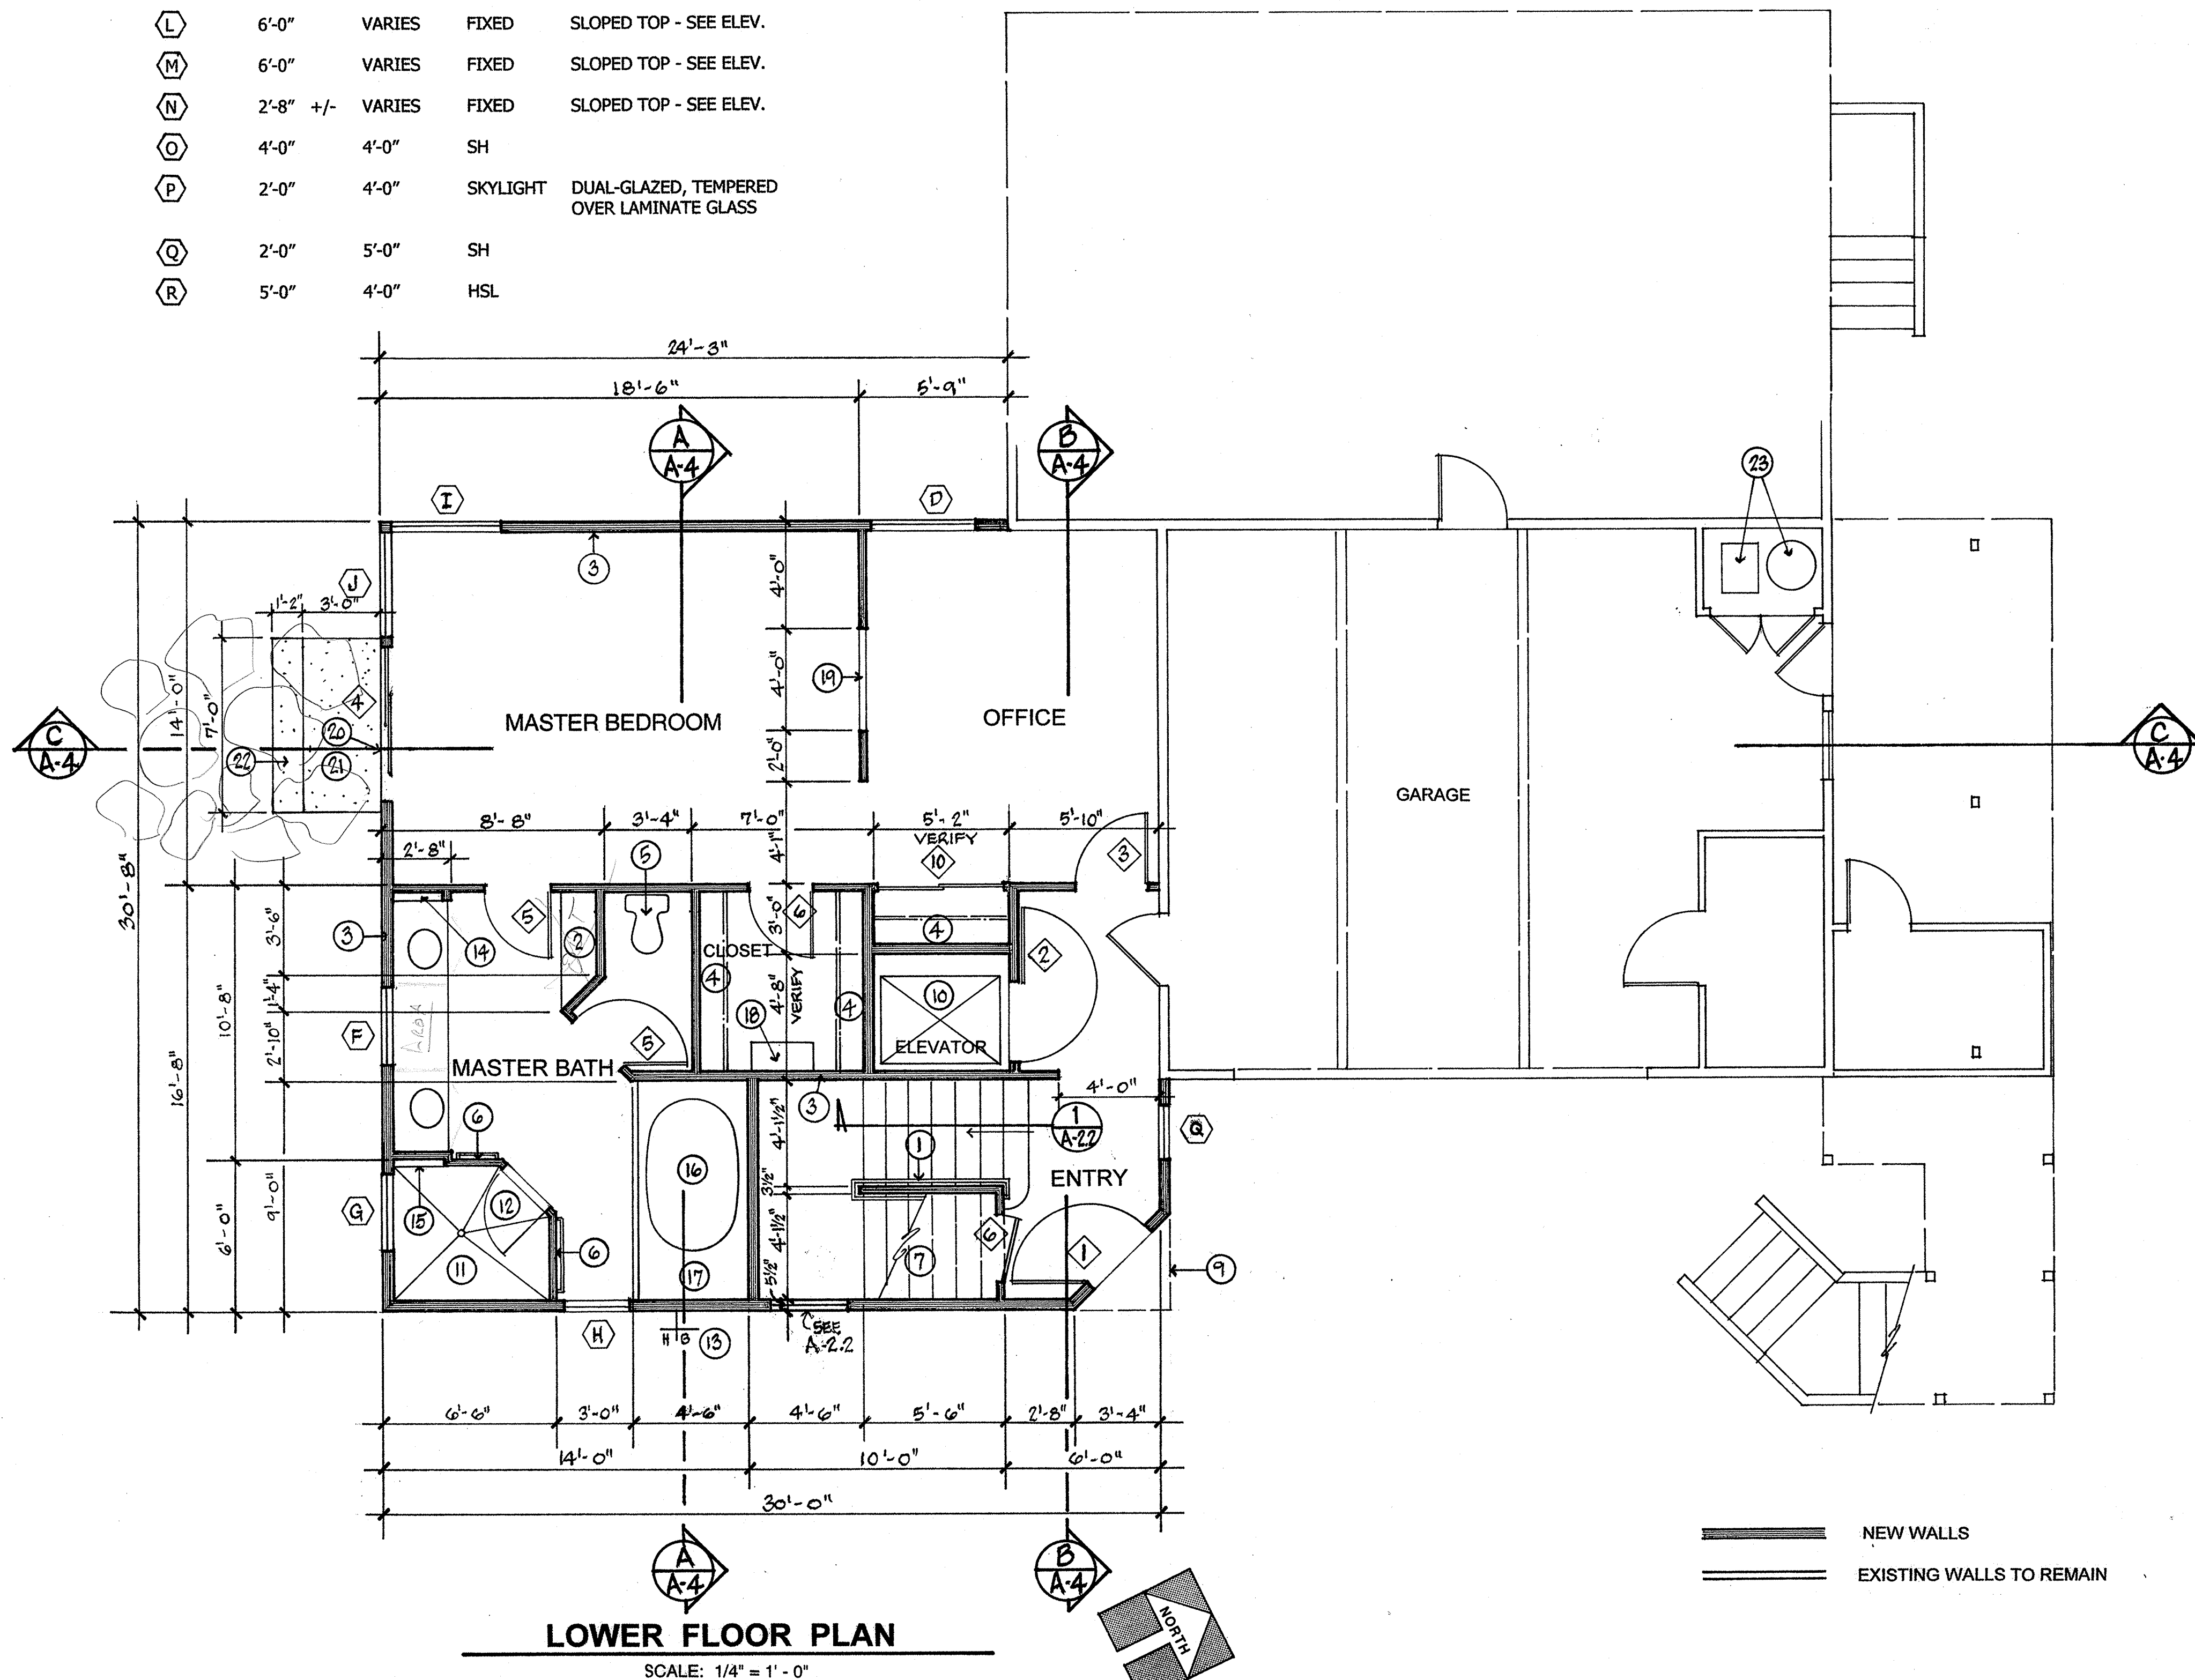 L 6'-0" VARIES FIXED SLOPED TOP - SEE ELEV.
M 6'-0" VARIES FIXED SLOPED TOP - SEE ELEV.
N 2'-8" +/- VARIES FIXED SLOPED TOP - SEE ELEV.
O 4'-0" 4'-0" SH
P 2'-0" 4'-0" SKYLIGHT DUAL-GLAZED, TEMPERED
OVER LAMINATE GLASS
Q 2'-0" 5'-0" SH
R 5'-0" 4'-0" HSL
24'-3"
18'-6" 5'-9"
A
A-4
B
A-4
I D
23
3
J
4'-0"
1'-2" 3'-0"
14'-0"
7'-0"
4
19
4'-0"
MASTER BEDROOM
OFFICE
C
A-4
20
22 21
2'-0"
C
A-4
GARAGE
30'-8"
8'-8" 3'-4" 7'-0" 5'-2" 5'-10"
VERIFY
4'-1"
2'-8"
5
10
3
3'-6"
3
14
5
2
6
3'-0"
4
CLOSET
4
2
4'-8"
VERIFY
10
4
18
ELEVATOR
1'-4"
10'-8"
2'-10"
F
AREA
5
MASTER BATH
16'-8"
3
4'-0"
6
4'-1½"
1
A-2.2
Q
1
16
3½"
ENTRY
9'-0"
6'-0"
G
15
12
6
4'-1½"
6
1
11
17
5½"
7
9
H
H B
13
SEE
A-2.2
6'-6" 3'-0" 4'-6" 4'-6" 5'-6" 2'-8" 3'-4"
14'-0" 10'-0" 6'-0"
30'-0"
A
A-4
B
A-4
NEW WALLS
EXISTING WALLS TO REMAIN
NORTH
LOWER FLOOR PLAN
SCALE: 1/4" = 1' - 0"